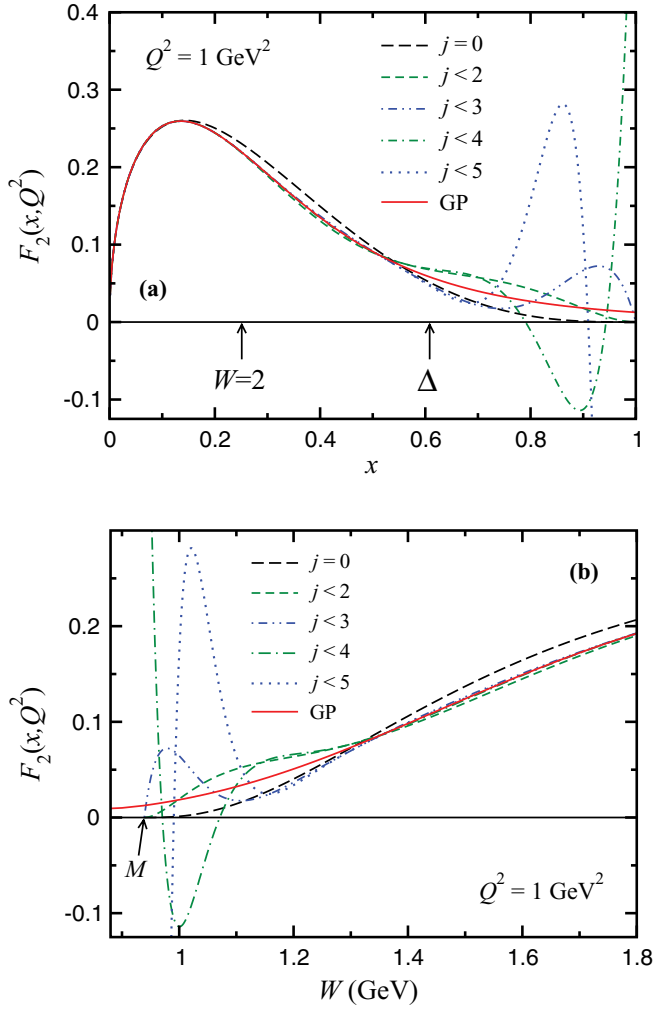 0.4
0.3
0.2
0.1
0
-0.1
F₂(x,Q²)
Q² = 1 GeV²
j = 0
j < 2
j < 3
j < 4
j < 5
GP
(a)
W=2
Δ
0 0.2 0.4 0.6 0.8 1
x
0.2
0.1
0
-0.1
F₂(x,Q²)
(b)
j = 0
j < 2
j < 3
j < 4
j < 5
GP
M
Q² = 1 GeV²
1 1.2 1.4 1.6 1.8
W (GeV)